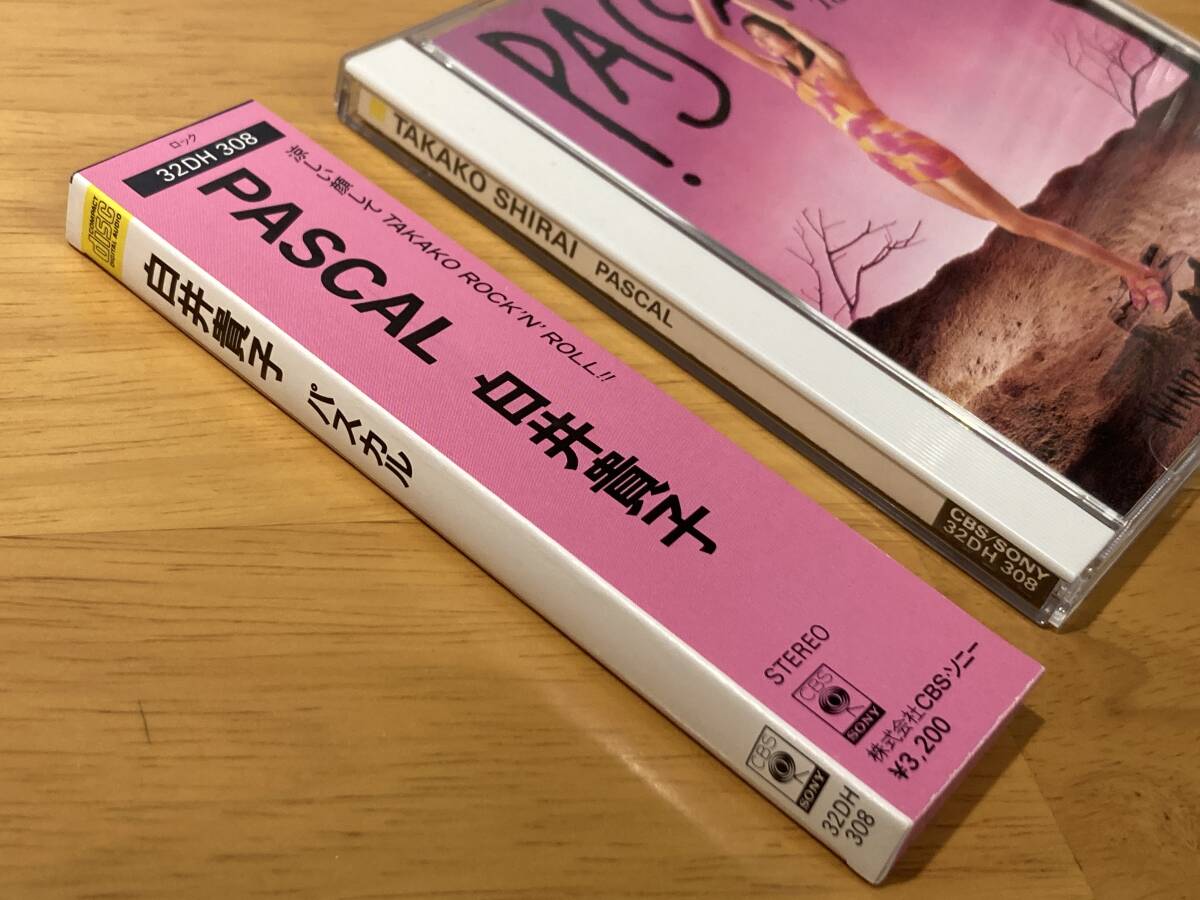 ロック
32DH 308
涼しい顔して TAKAKO ROCK'N' ROLL!!
PASCAL 白井貴子
STEREO
CBS
SONY
株式会社CBS・ソニー
¥3,200
COMPACT
disc
DIGITAL AUDIO
白井貴子 パスカル
CBS
SONY
32DH
308
TAKAKO SHIRAI PASCAL
CBS/SONY
32DH 308